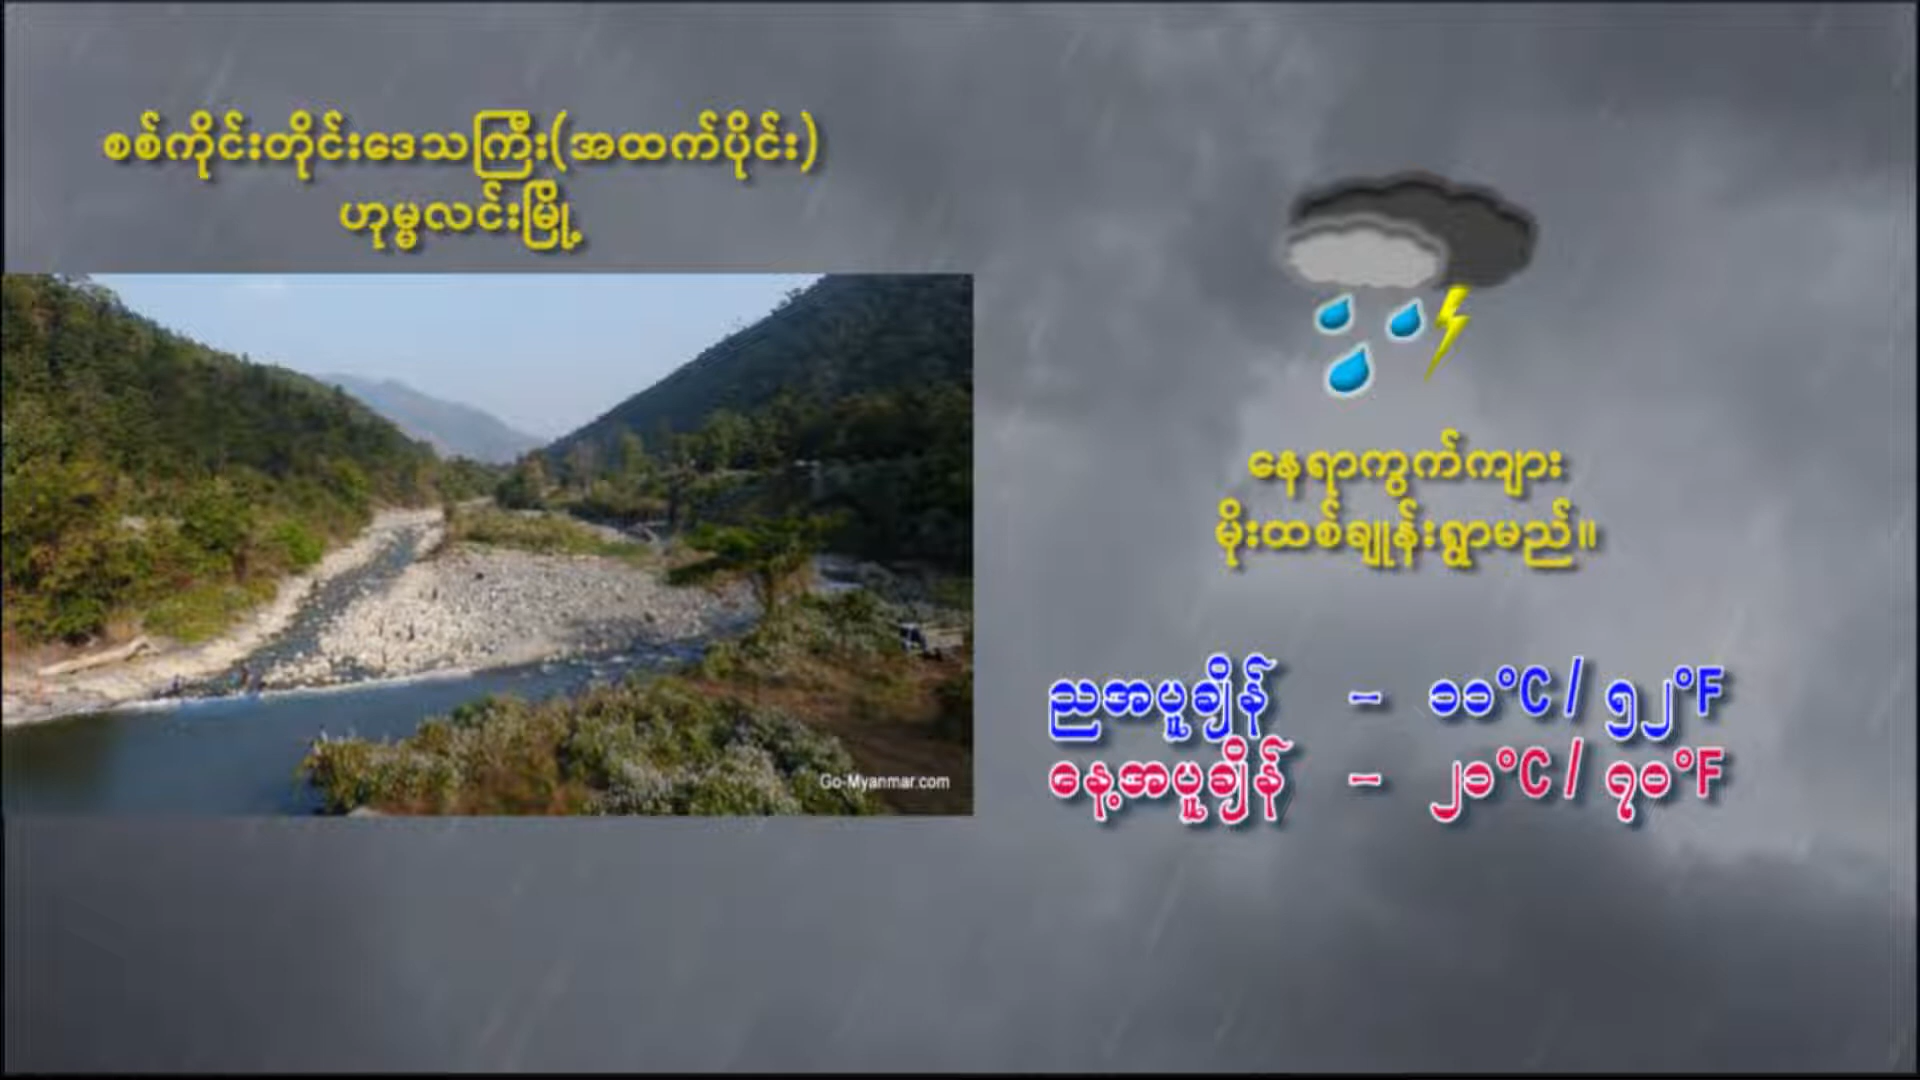 စစ်ကိုင်းတိုင်းဒေသကြီး(အထက်ပိုင်း)
ဟုမ္မလင်းမြို့
Go-Myanmar.com
နေရာကွက်ကျား
မိုးထစ်ချုန်းရွာမည်။
ညအပူချိန် – ၁၁°C / ၅၂°F
နေ့အပူချိန် – ၂၁°C / ၇၀°F